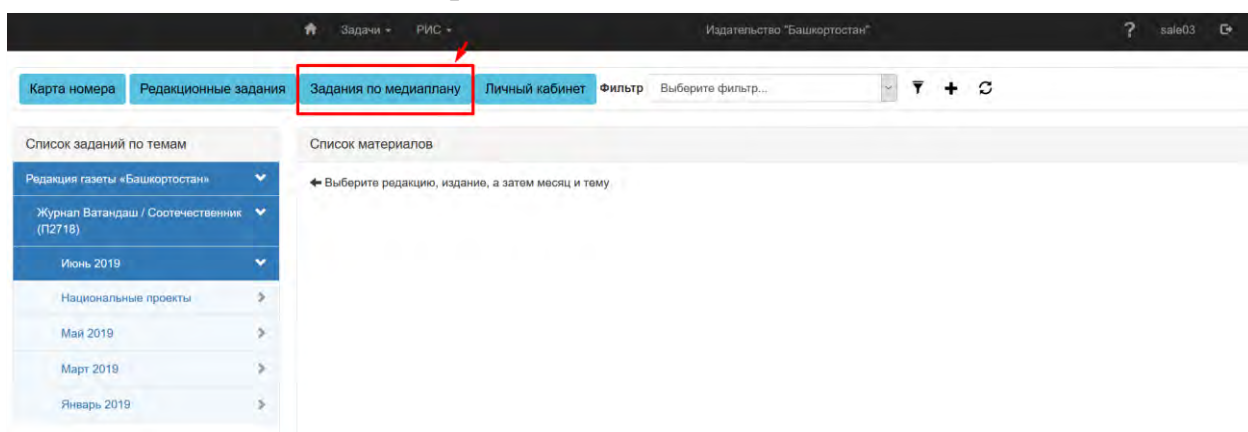 Задачи РИС Издательство "Башкортостан" ? sale03
Карта номера Редакционные задания Задания по медиаплану Личный кабинет Фильтр Выберите фильтр...
Список заданий по темам
Список материалов
Редакция газеты «Башкортостан»
Выберите редакцию, издание, а затем месяц и тему
Журнал Ватандаш / Соотечественник
(П2718)
Июнь 2019
Национальные проекты
Май 2019
Март 2019
Январь 2019